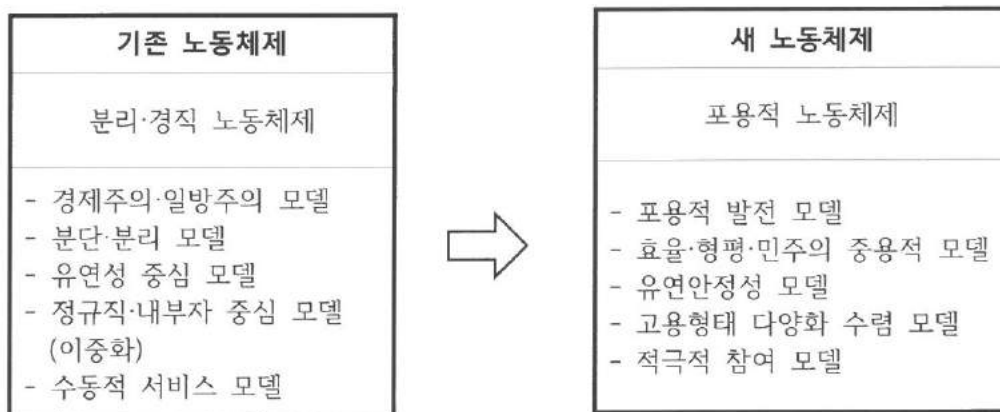 기존 노동체제
분리·경직 노동체제
- 경제주의·일방주의 모델
- 분단·분리 모델
- 유연성 중심 모델
- 정규직·내부자 중심 모델
(이중화)
- 수동적 서비스 모델
새 노동체제
포용적 노동체제
- 포용적 발전 모델
- 효율·형평·민주의 중용적 모델
- 유연안정성 모델
- 고용형태 다양화 수렴 모델
- 적극적 참여 모델